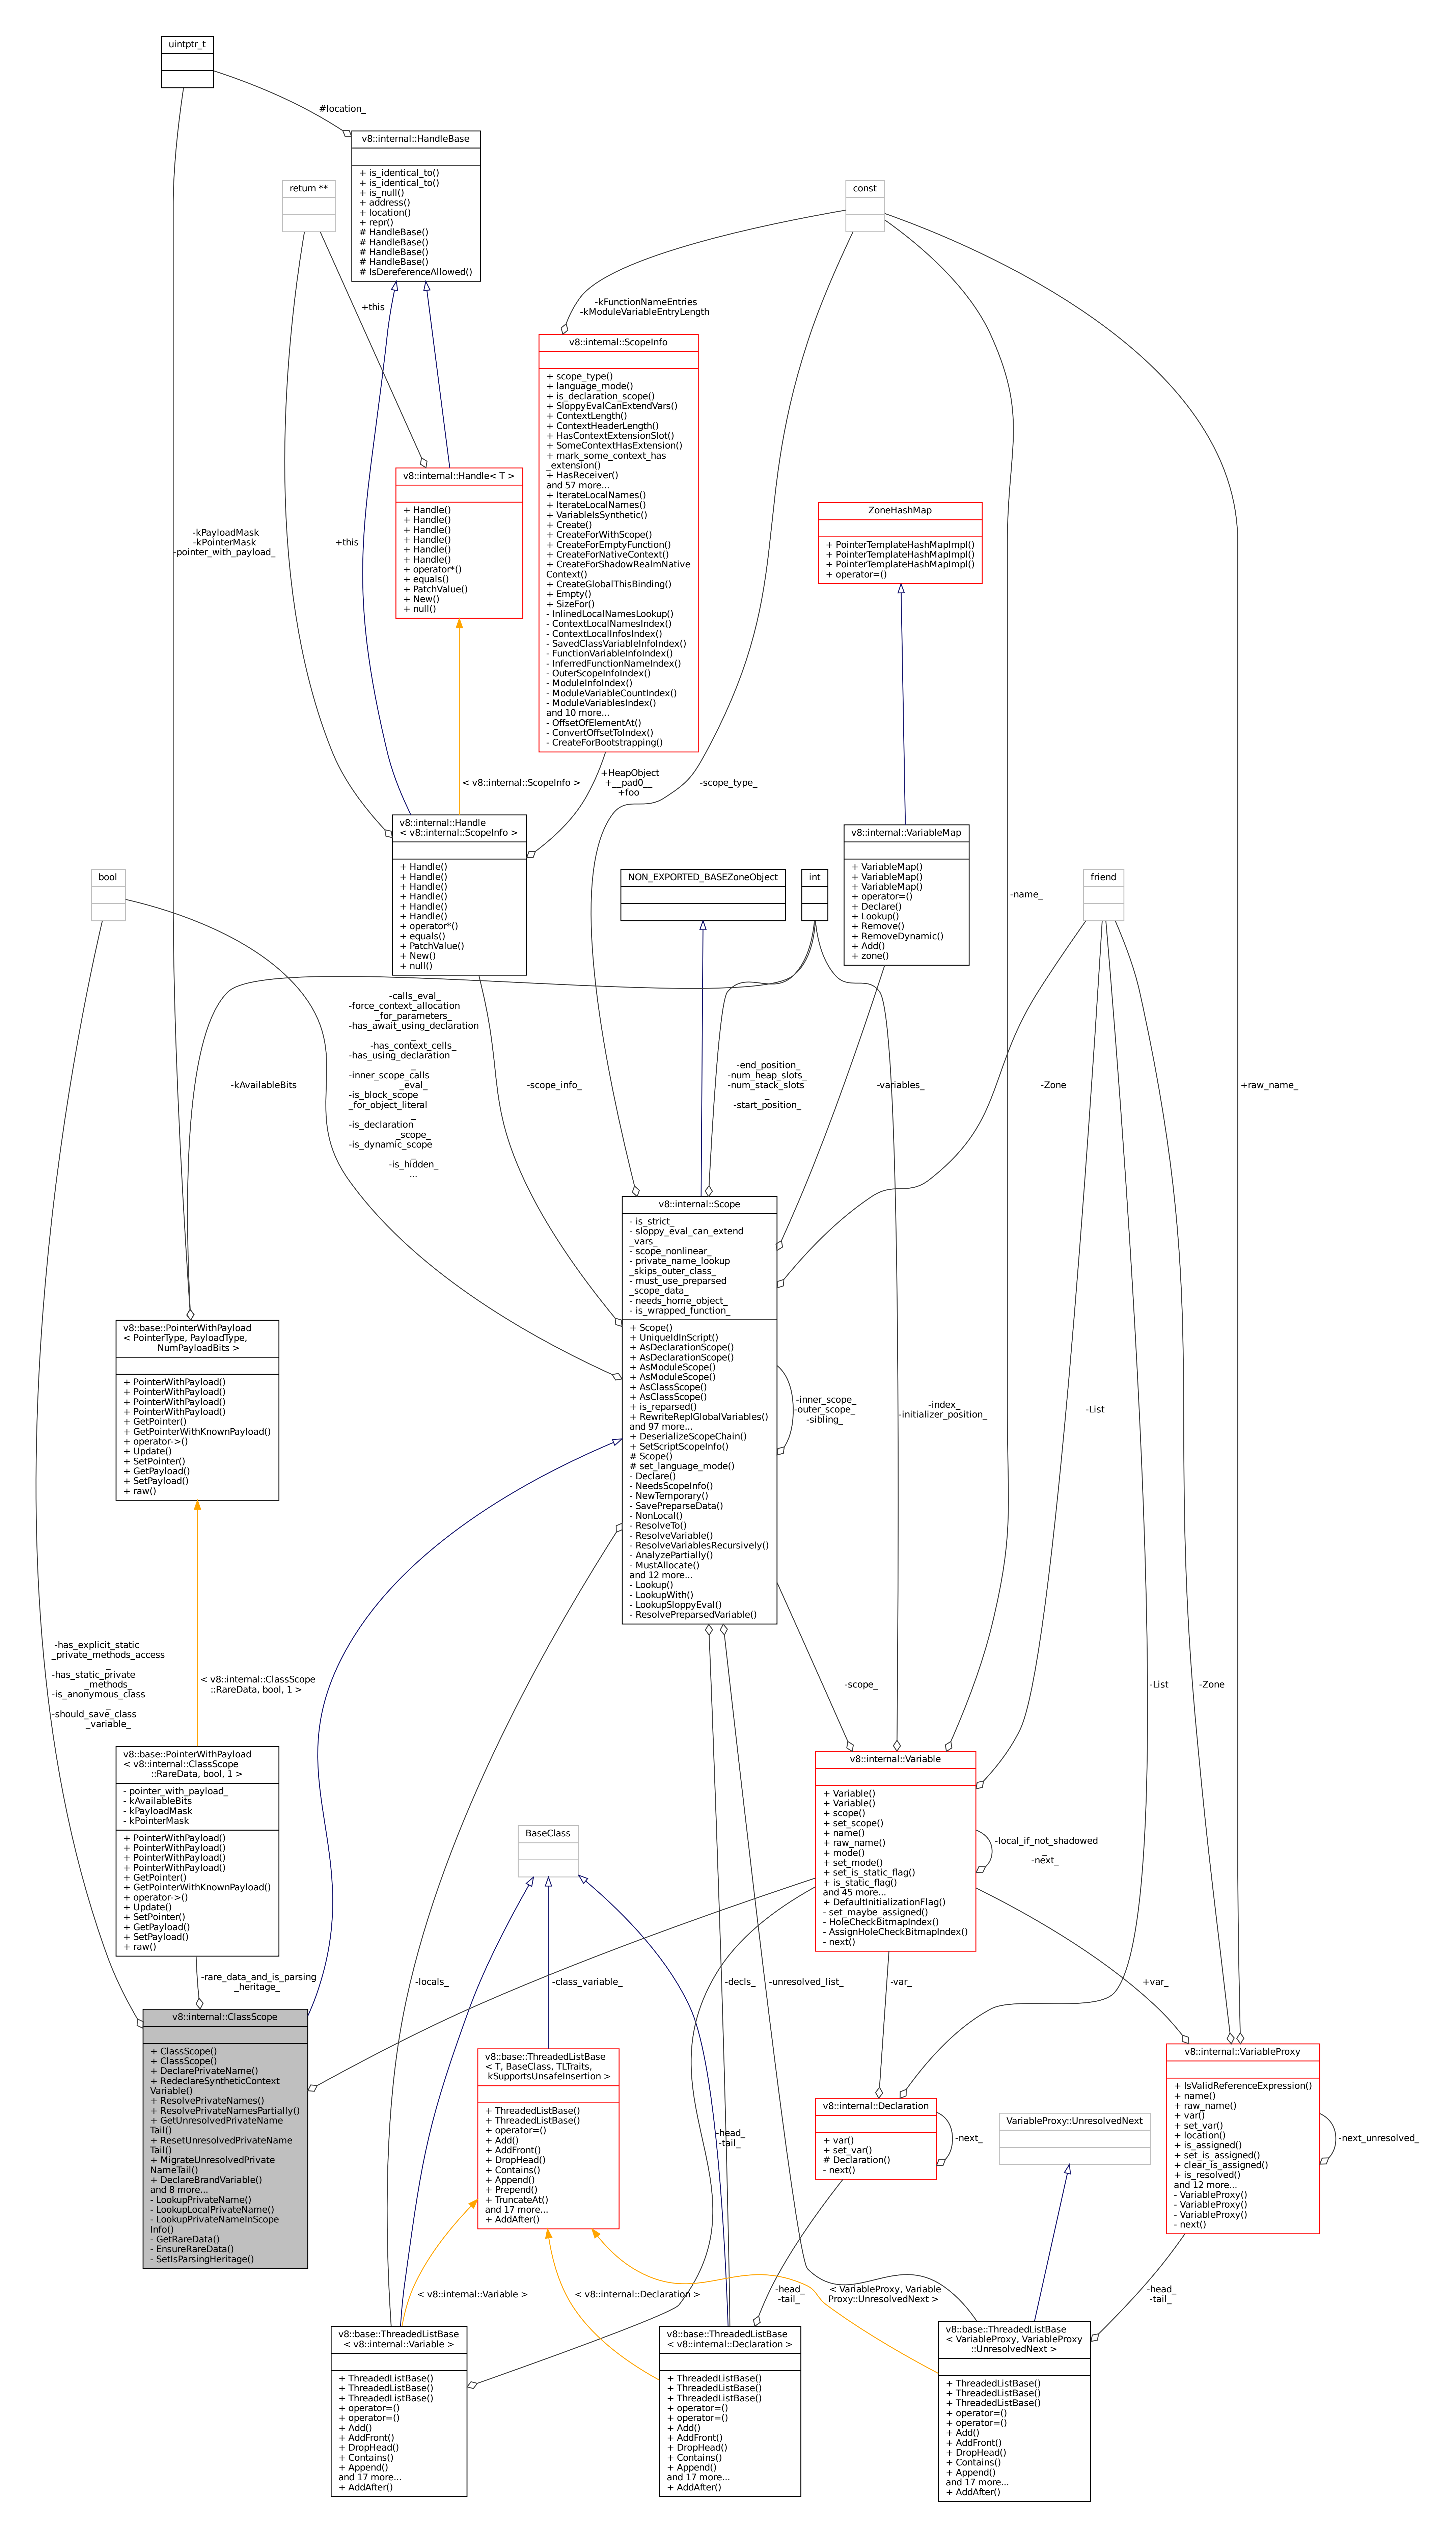 uintptr_t
#location_
v8::internal::HandleBase
+ is_identical_to()
+ is_identical_to()
+ is_null()
+ address()
+ location()
+ repr()
# HandleBase()
# HandleBase()
# HandleBase()
# HandleBase()
# IsDereferenceAllowed()
return **
const
+this
-kFunctionNameEntries
-kModuleVariableEntryLength
v8::internal::ScopeInfo
+ scope_type()
+ language_mode()
+ is_declaration_scope()
+ SloppyEvalCanExtendVars()
+ ContextLength()
+ ContextHeaderLength()
+ HasContextExtensionSlot()
+ SomeContextHasExtension()
+ mark_some_context_has
_extension()
+ HasReceiver()
and 57 more...
+ IterateLocalNames()
+ IterateLocalNames()
+ VariableIsSynthetic()
+ Create()
+ CreateForWithScope()
+ CreateForEmptyFunction()
+ CreateForNativeContext()
+ CreateForShadowRealmNative
Context()
+ CreateGlobalThisBinding()
+ Empty()
+ SizeFor()
- InlinedLocalNamesLookup()
- ContextLocalNamesIndex()
- ContextLocalInfosIndex()
- SavedClassVariableInfoIndex()
- FunctionVariableInfoIndex()
- InferredFunctionNameIndex()
- OuterScopeInfoIndex()
- ModuleInfoIndex()
- ModuleVariableCountIndex()
- ModuleVariablesIndex()
and 10 more...
- OffsetOfElementAt()
- ConvertOffsetToIndex()
- CreateForBootstrapping()
v8::internal::Handle< T >
+ Handle()
+ Handle()
+ Handle()
+ Handle()
+ Handle()
+ Handle()
+ operator*()
+ equals()
+ PatchValue()
+ New()
+ null()
-kPayloadMask
-kPointerMask
-pointer_with_payload_
+this
ZoneHashMap
+ PointerTemplateHashMapImpl()
+ PointerTemplateHashMapImpl()
+ PointerTemplateHashMapImpl()
+ operator=()
< v8::internal::ScopeInfo >
+HeapObject
+__pad0__
+foo
-scope_type_
v8::internal::Handle
< v8::internal::ScopeInfo >
+ Handle()
+ Handle()
+ Handle()
+ Handle()
+ Handle()
+ Handle()
+ operator*()
+ equals()
+ PatchValue()
+ New()
+ null()
v8::internal::VariableMap
+ VariableMap()
+ VariableMap()
+ VariableMap()
+ operator=()
+ Declare()
+ Lookup()
+ Remove()
+ RemoveDynamic()
+ Add()
+ zone()
bool
NON_EXPORTED_BASEZoneObject
int
-name_
friend
-kAvailableBits
-calls_eval_
-force_context_allocation
_for_parameters_
-has_await_using_declaration
_
-has_context_cells_
-has_using_declaration
_
-inner_scope_calls
_eval_
-is_block_scope
_for_object_literal
_
-is_declaration
_scope_
-is_dynamic_scope
_
-is_hidden_
...
-scope_info_
-end_position_
-num_heap_slots_
-num_stack_slots
_
-start_position_
-variables_
-Zone
+raw_name_
v8::internal::Scope
- is_strict_
- sloppy_eval_can_extend
_vars_
- scope_nonlinear_
- private_name_lookup
_skips_outer_class_
- must_use_preparsed
_scope_data_
- needs_home_object_
- is_wrapped_function_
+ Scope()
+ UniqueIdInScript()
+ AsDeclarationScope()
+ AsDeclarationScope()
+ AsModuleScope()
+ AsModuleScope()
+ AsClassScope()
+ AsClassScope()
+ is_reparsed()
+ RewriteReplGlobalVariables()
and 97 more...
+ DeserializeScopeChain()
+ SetScriptScopeInfo()
# Scope()
# set_language_mode()
- Declare()
- NeedsScopeInfo()
- NewTemporary()
- SavePreparseData()
- NonLocal()
- ResolveTo()
- ResolveVariable()
- ResolveVariablesRecursively()
- AnalyzePartially()
- MustAllocate()
and 12 more...
- Lookup()
- LookupWith()
- LookupSloppyEval()
- ResolvePreparsedVariable()
v8::base::PointerWithPayload
< PointerType, PayloadType,
NumPayloadBits >
+ PointerWithPayload()
+ PointerWithPayload()
+ PointerWithPayload()
+ PointerWithPayload()
+ GetPointer()
+ GetPointerWithKnownPayload()
+ operator->()
+ Update()
+ SetPointer()
+ GetPayload()
+ SetPayload()
+ raw()
-inner_scope_
-outer_scope_
-sibling_
-index_
-initializer_position_
-List
-has_explicit_static
_private_methods_access
_
-has_static_private
_methods_
-is_anonymous_class
_
-should_save_class
_variable_
< v8::internal::ClassScope
::RareData, bool, 1 >
-scope_
-List
-Zone
v8::base::PointerWithPayload
< v8::internal::ClassScope
::RareData, bool, 1 >
- pointer_with_payload_
- kAvailableBits
- kPayloadMask
- kPointerMask
+ PointerWithPayload()
+ PointerWithPayload()
+ PointerWithPayload()
+ PointerWithPayload()
+ GetPointer()
+ GetPointerWithKnownPayload()
+ operator->()
+ Update()
+ SetPointer()
+ GetPayload()
+ SetPayload()
+ raw()
v8::internal::Variable
+ Variable()
+ Variable()
+ scope()
+ set_scope()
+ name()
+ raw_name()
+ mode()
+ set_mode()
+ set_is_static_flag()
+ is_static_flag()
and 45 more...
+ DefaultInitializationFlag()
- set_maybe_assigned()
- HoleCheckBitmapIndex()
- AssignHoleCheckBitmapIndex()
- next()
BaseClass
-local_if_not_shadowed
_
-next_
-rare_data_and_is_parsing
_heritage_
-locals_
-class_variable_
-decls_
-unresolved_list_
-var_
+var_
v8::internal::ClassScope
+ ClassScope()
+ ClassScope()
+ DeclarePrivateName()
+ RedeclareSyntheticContext
Variable()
+ ResolvePrivateNames()
+ ResolvePrivateNamesPartially()
+ GetUnresolvedPrivateName
Tail()
+ ResetUnresolvedPrivateName
Tail()
+ MigrateUnresolvedPrivate
NameTail()
+ DeclareBrandVariable()
and 8 more...
- LookupPrivateName()
- LookupLocalPrivateName()
- LookupPrivateNameInScope
Info()
- GetRareData()
- EnsureRareData()
- SetIsParsingHeritage()
v8::base::ThreadedListBase
< T, BaseClass, TLTraits,
kSupportsUnsafeInsertion >
+ ThreadedListBase()
+ ThreadedListBase()
+ operator=()
+ Add()
+ AddFront()
+ DropHead()
+ Contains()
+ Append()
+ Prepend()
+ TruncateAt()
and 17 more...
+ AddAfter()
-head_
-tail_
v8::internal::Declaration
+ var()
+ set_var()
# Declaration()
- next()
-next_
VariableProxy::UnresolvedNext
v8::internal::VariableProxy
+ IsValidReferenceExpression()
+ name()
+ raw_name()
+ var()
+ set_var()
+ location()
+ is_assigned()
+ set_is_assigned()
+ clear_is_assigned()
+ is_resolved()
and 12 more...
- VariableProxy()
- VariableProxy()
- VariableProxy()
- next()
-next_unresolved_
< v8::internal::Variable >
< v8::internal::Declaration >
-head_
-tail_
< VariableProxy, Variable
Proxy::UnresolvedNext >
-head_
-tail_
v8::base::ThreadedListBase
< v8::internal::Variable >
+ ThreadedListBase()
+ ThreadedListBase()
+ ThreadedListBase()
+ operator=()
+ operator=()
+ Add()
+ AddFront()
+ DropHead()
+ Contains()
+ Append()
and 17 more...
+ AddAfter()
v8::base::ThreadedListBase
< v8::internal::Declaration >
+ ThreadedListBase()
+ ThreadedListBase()
+ ThreadedListBase()
+ operator=()
+ operator=()
+ Add()
+ AddFront()
+ DropHead()
+ Contains()
+ Append()
and 17 more...
+ AddAfter()
v8::base::ThreadedListBase
< VariableProxy, VariableProxy
::UnresolvedNext >
+ ThreadedListBase()
+ ThreadedListBase()
+ ThreadedListBase()
+ operator=()
+ operator=()
+ Add()
+ AddFront()
+ DropHead()
+ Contains()
+ Append()
and 17 more...
+ AddAfter()